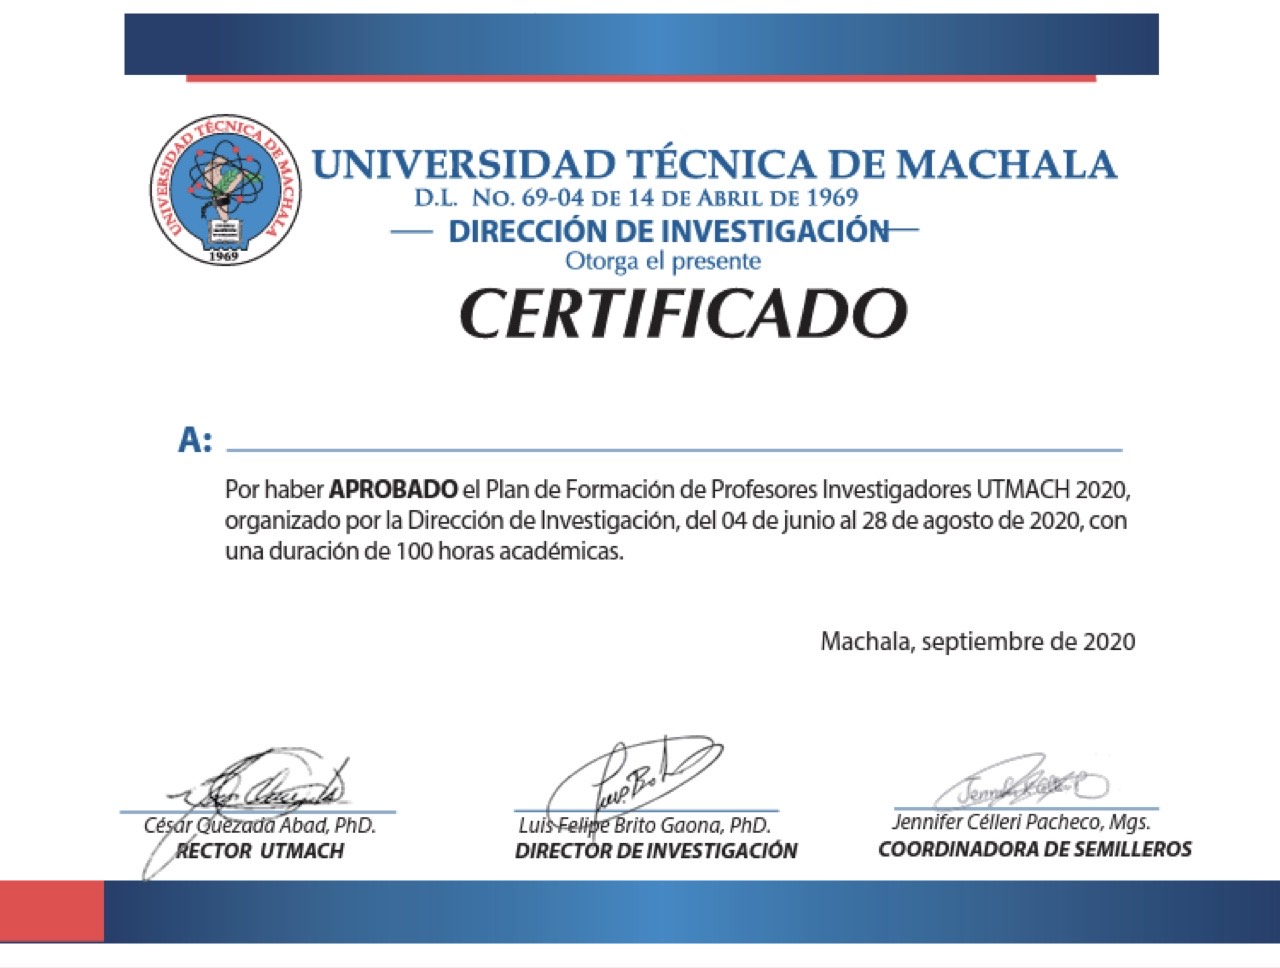 UNIVERSIDAD TÉCNICA DE MACHALA
1969
UNIVERSIDAD TÉCNICA DE MACHALA
D.L. No. 69-04 DE 14 DE ABRIL DE 1969
DIRECCIÓN DE INVESTIGACIÓN
Otorga el presente
CERTIFICADO
A:
Por haber APROBADO el Plan de Formación de Profesores Investigadores UTMACH 2020,
organizado por la Dirección de Investigación, del 04 de junio al 28 de agosto de 2020, con
una duración de 100 horas académicas.
Machala, septiembre de 2020
César Quezada Abad, PhD.
RECTOR UTMACH
Luis Felipe Brito Gaona, PhD.
DIRECTOR DE INVESTIGACIÓN
Jennifer Célleri Pacheco, Mgs.
COORDINADORA DE SEMILLEROS